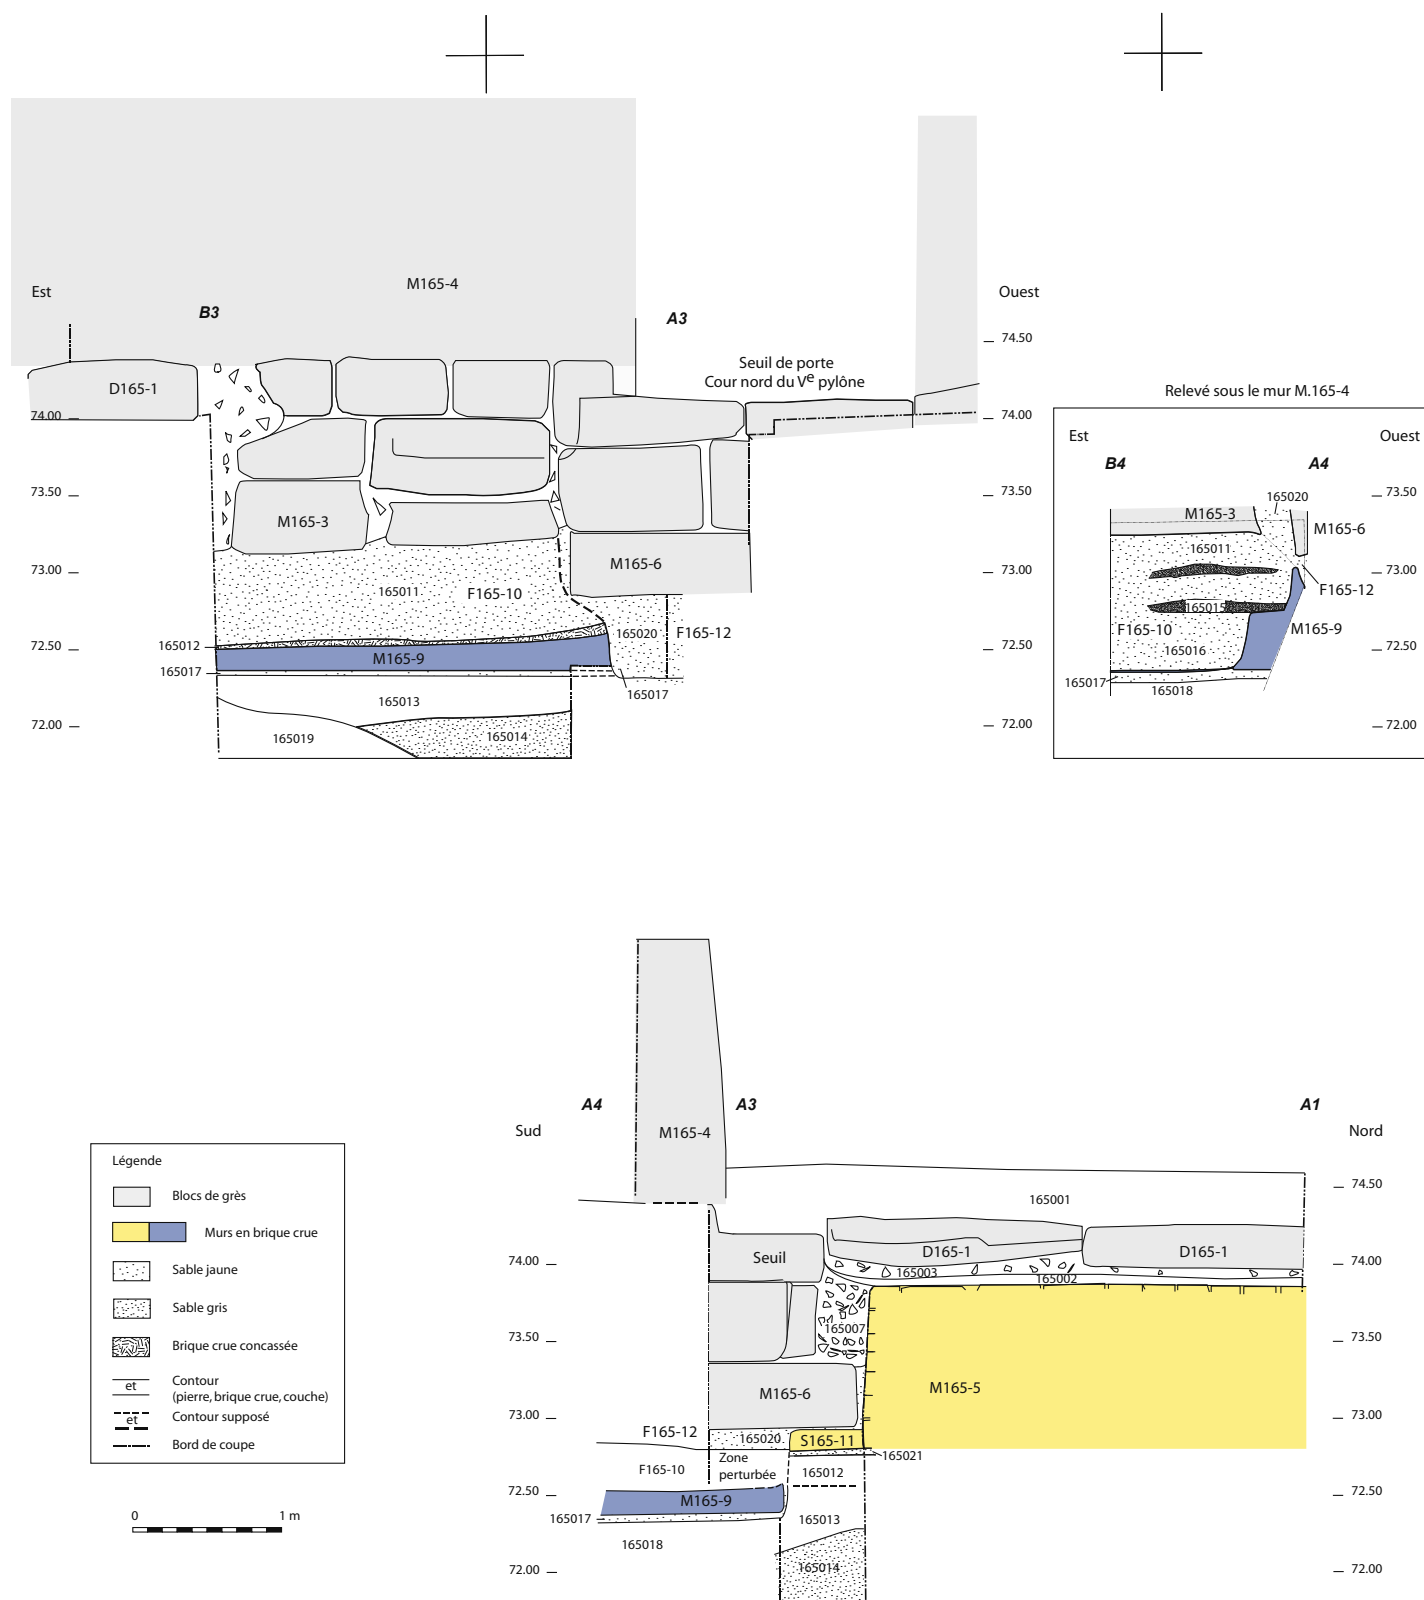 M165-4
Est
Ouest
B3
A3
74.50
Seuil de porte
Cour nord du Ve pylône
D165-1
74.00
74.00
73.50
73.50
M165-3
73.00
73.00
M165-6
165011
F165-10
165020
F165-12
165012
72.50
72.50
M165-9
165017
165017
165013
72.00
72.00
165019
165014
Relevé sous le mur M.165-4
Est
Ouest
B4
A4
165020
73.50
M165-3
M165-6
165011
73.00
F165-12
165015
F165-10
M165-9
165016
72.50
165017
165018
72.00
A4
A3
A1
Sud
M165-4
Nord
74.50
165001
Seuil
D165-1
D165-1
74.00
74.00
165003
165002
165007
73.50
73.50
M165-6
M165-5
73.00
73.00
F165-12
165020
S165-11
165021
F165-10
Zone
perturbée
165012
72.50
72.50
M165-9
165017
165013
165018
165014
72.00
72.00
Légende
Blocs de grès
Murs en brique crue
Sable jaune
Sable gris
Brique crue concassée
et
Contour
(pierre, brique crue, couche)
et
Contour supposé
Bord de coupe
0
1 m